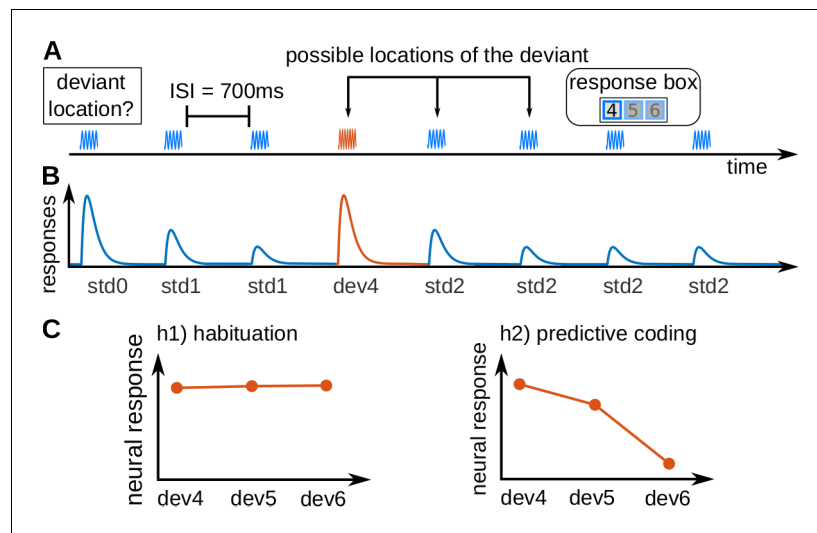 A
possible locations of the deviant
deviant
location?
ISI = 700ms
response box
4 5 6
time
B
responses
std0 std1 std1 dev4 std2 std2 std2 std2
C
h1) habituation
neural response
dev4 dev5 dev6
h2) predictive coding
neural response
dev4 dev5 dev6